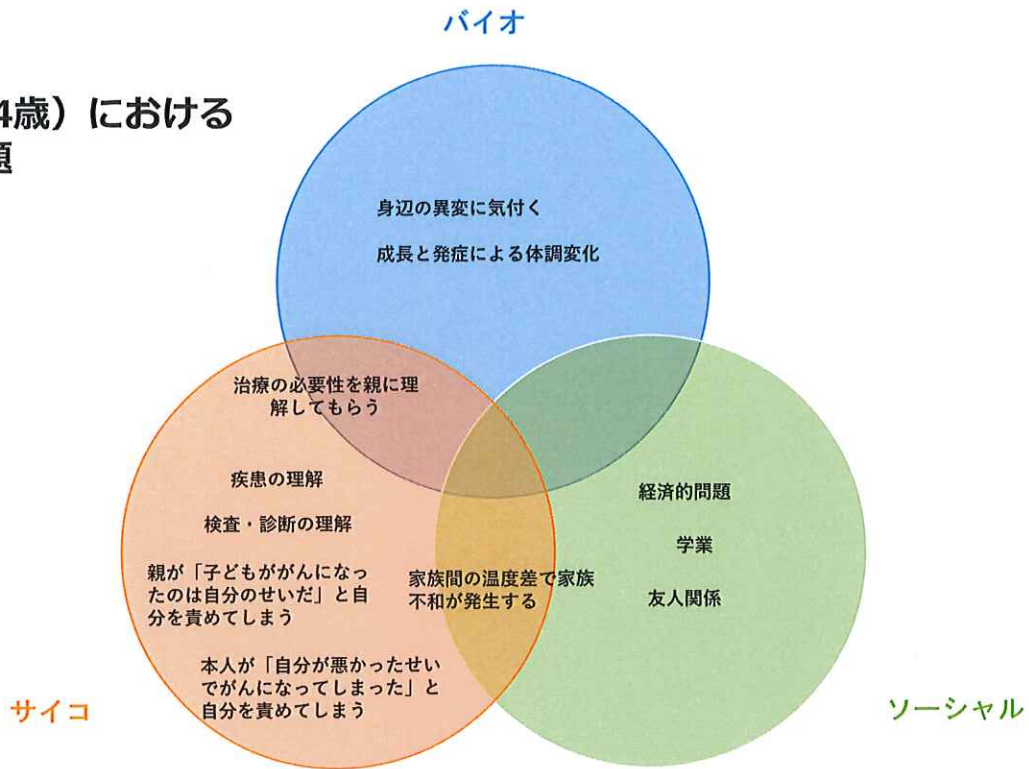 バイオ
4歳）における
題
身辺の異変に気付く
成長と発症による体調変化
治療の必要性を親に理
解してもらう
疾患の理解
検査・診断の理解
親が「子どもががんになっ
たのは自分のせいだ」と自
分を責めてしまう
本人が「自分が悪かったせい
でがんになってしまった」と
自分を責めてしまう
家族間の温度差で家族
不和が発生する
経済的問題
学業
友人関係
サイコ
ソーシャル